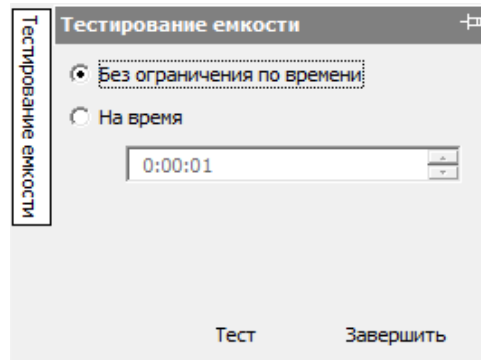 Тестирование емкости
Тестирование емкости
Без ограничения по времени
На время
0:00:01
Тест
Завершить